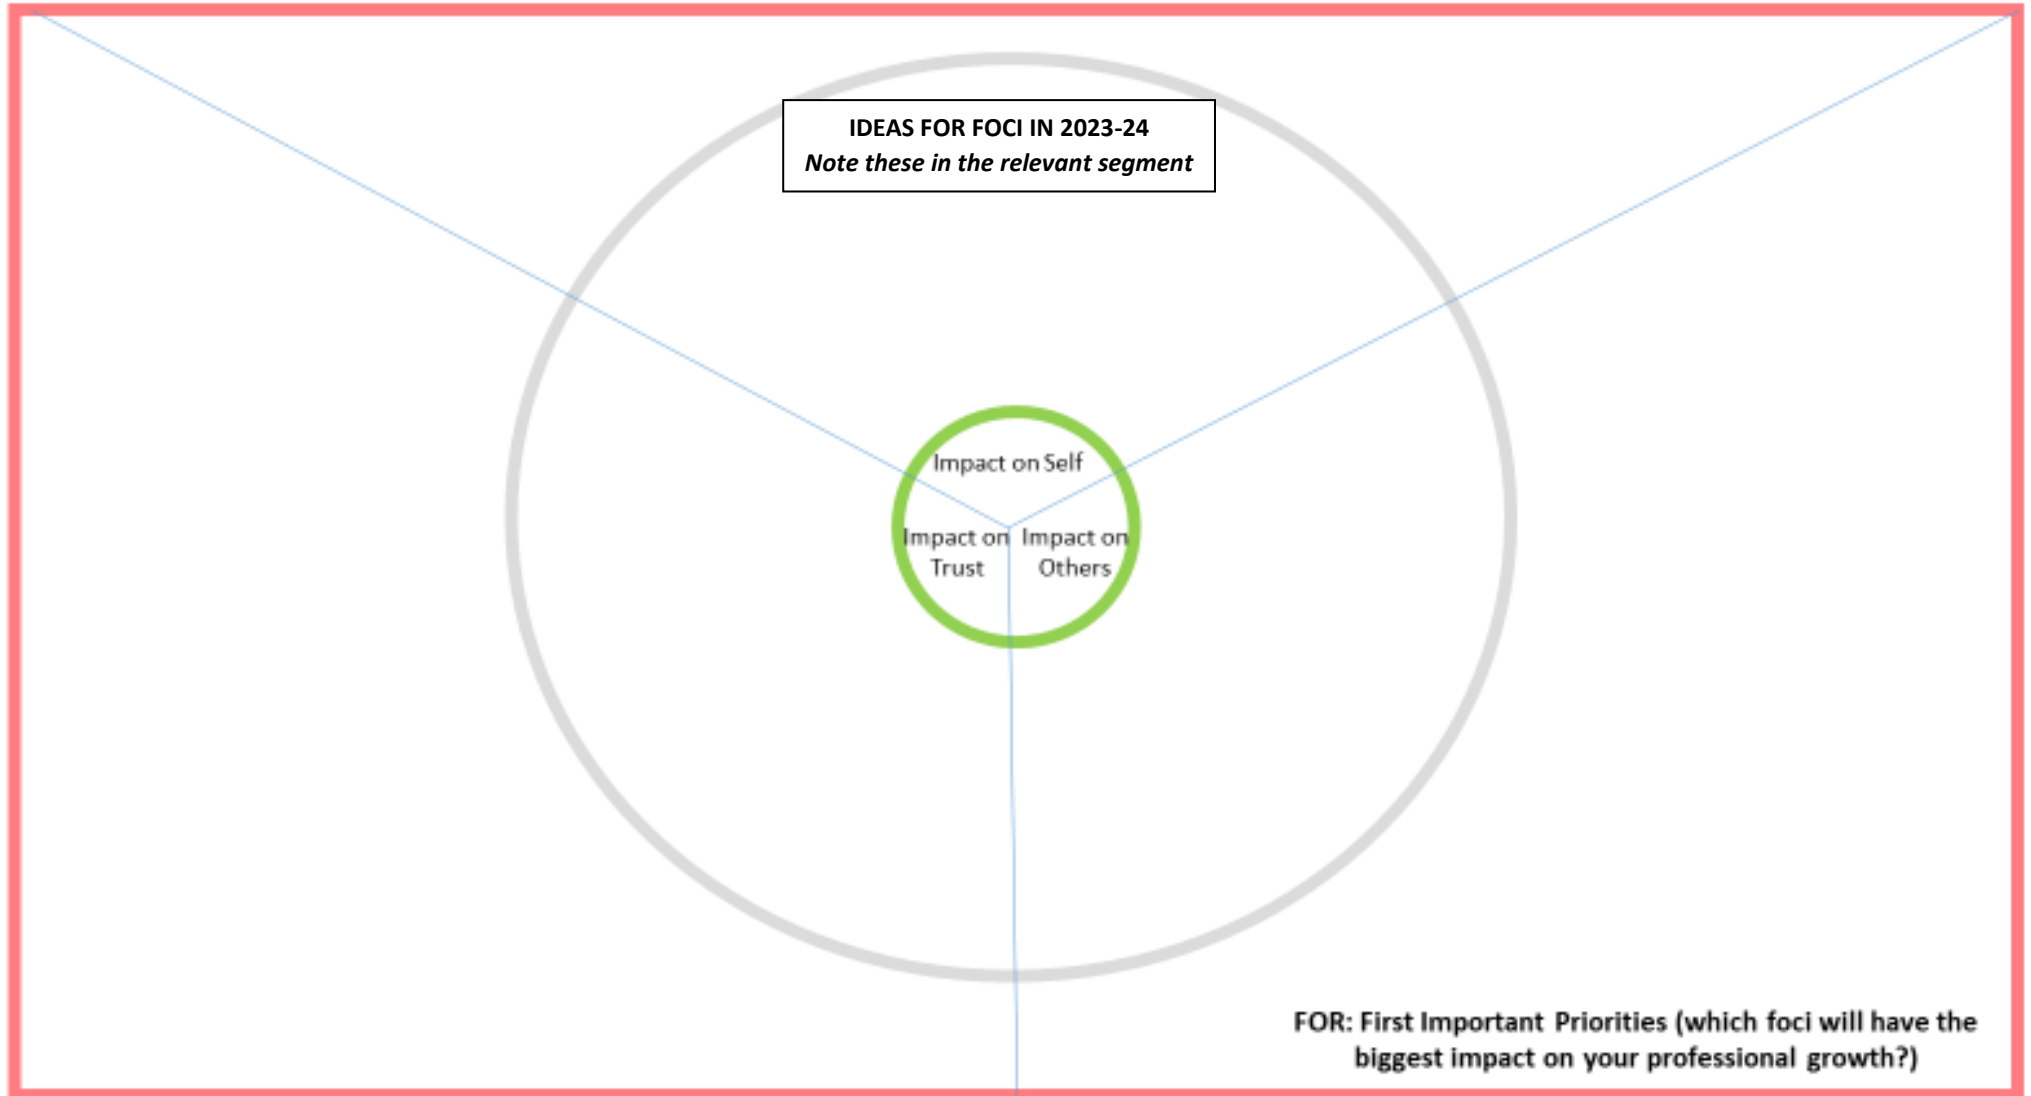 IDEAS FOR FOCI IN 2023-24
Note these in the relevant segment
Impact on Self
Impact on
Trust
Impact on
Others
FOR: First Important Priorities (which foci will have the
biggest impact on your professional growth?)